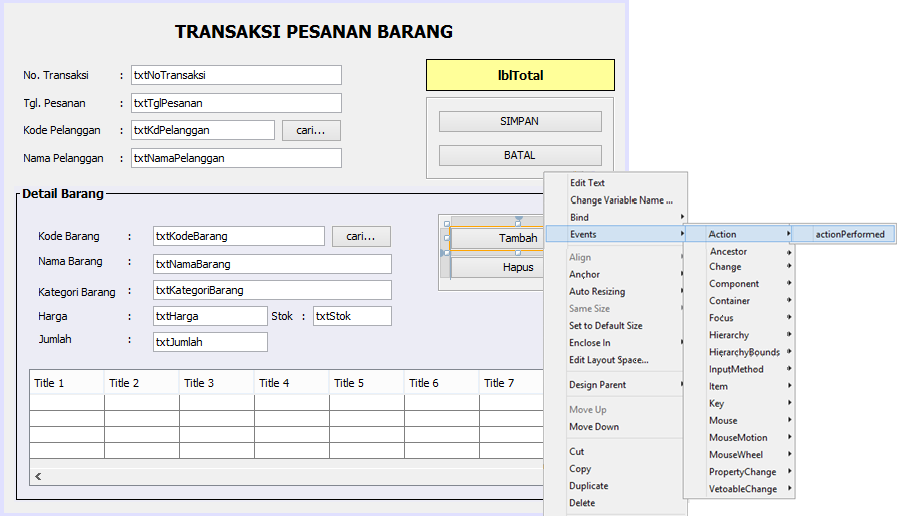 TRANSAKSI PESANAN BARANG
No. Transaksi : txtNoTransaksi
Tgl. Pesanan : txtTglPesanan
Kode Pelanggan : txtKdPelanggan cari...
Nama Pelanggan : txtNamaPelanggan
lblTotal
SIMPAN
BATAL
Detail Barang
Kode Barang : txtKodeBarang cari...
Nama Barang : txtNamaBarang
Kategori Barang : txtKategoriBarang
Harga : txtHarga Stok : txtStok
Jumlah : txtJumlah
Tambah
Hapus
Title 1 Title 2 Title 3 Title 4 Title 5 Title 6 Title 7
Edit Text
Change Variable Name ...
Bind
Events
Align
Anchor
Auto Resizing
Same Size
Set to Default Size
Enclose In
Edit Layout Space...
Design Parent
Move Up
Move Down
Cut
Copy
Duplicate
Delete
Action
Ancestor
Change
Component
Container
Focus
Hierarchy
HierarchyBounds
InputMethod
Item
Key
Mouse
MouseMotion
MouseWheel
PropertyChange
VetoableChange
actionPerformed